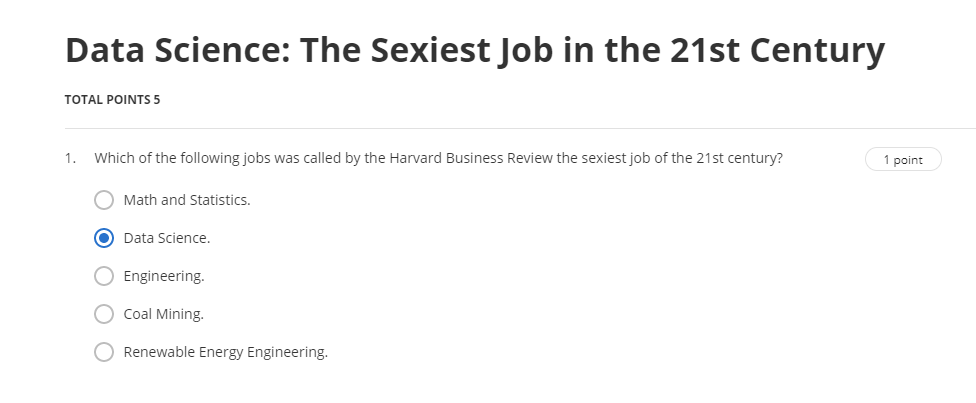 Data Science: The Sexiest Job in the 21st Century
TOTAL POINTS 5
1. Which of the following jobs was called by the Harvard Business Review the sexiest job of the 21st century?
1 point
Math and Statistics.
Data Science.
Engineering.
Coal Mining.
Renewable Energy Engineering.